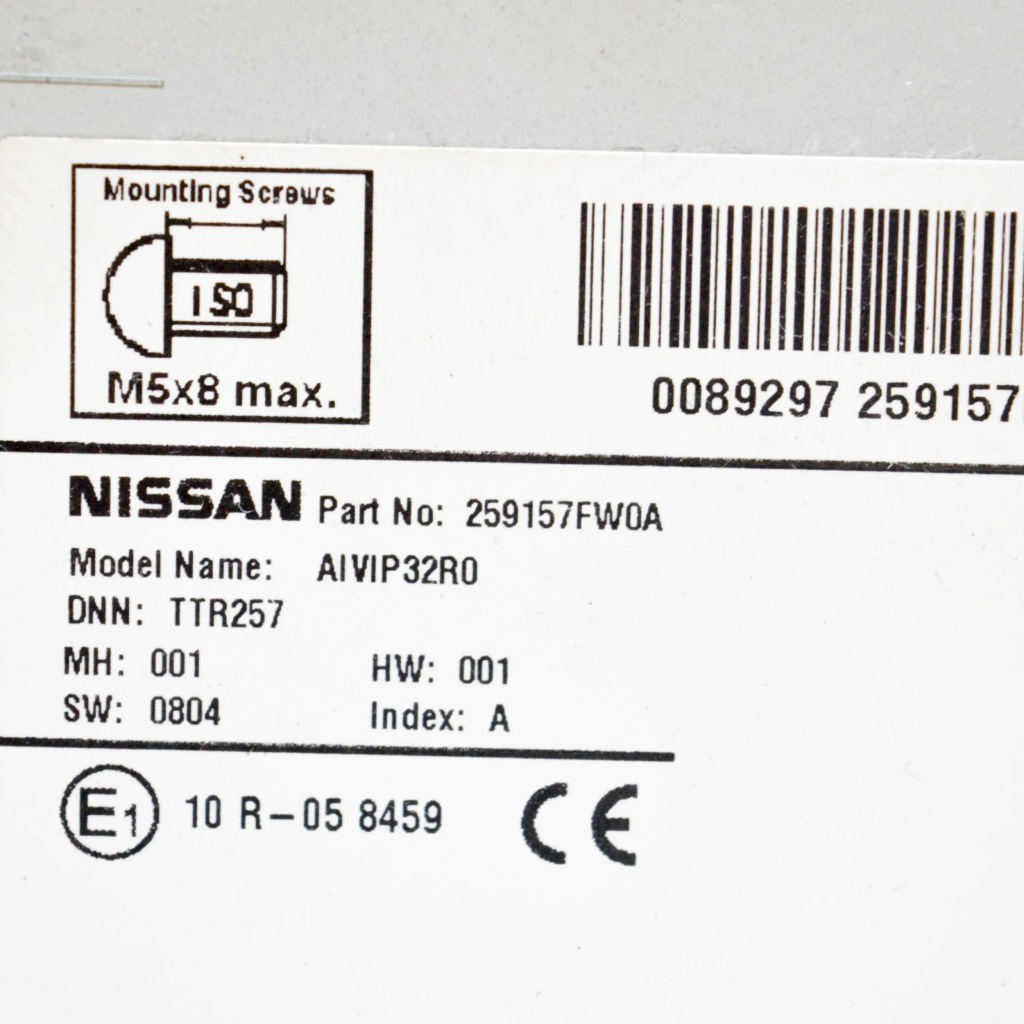 Mounting Screws
ISO
M5x8 max.
0089297 259157
NISSAN Part No: 259157FW0A
Model Name: AIVIP32R0
DNN: TTR257
MH: 001 HW: 001
SW: 0804 Index: A
E1 10 R-05 8459 CE